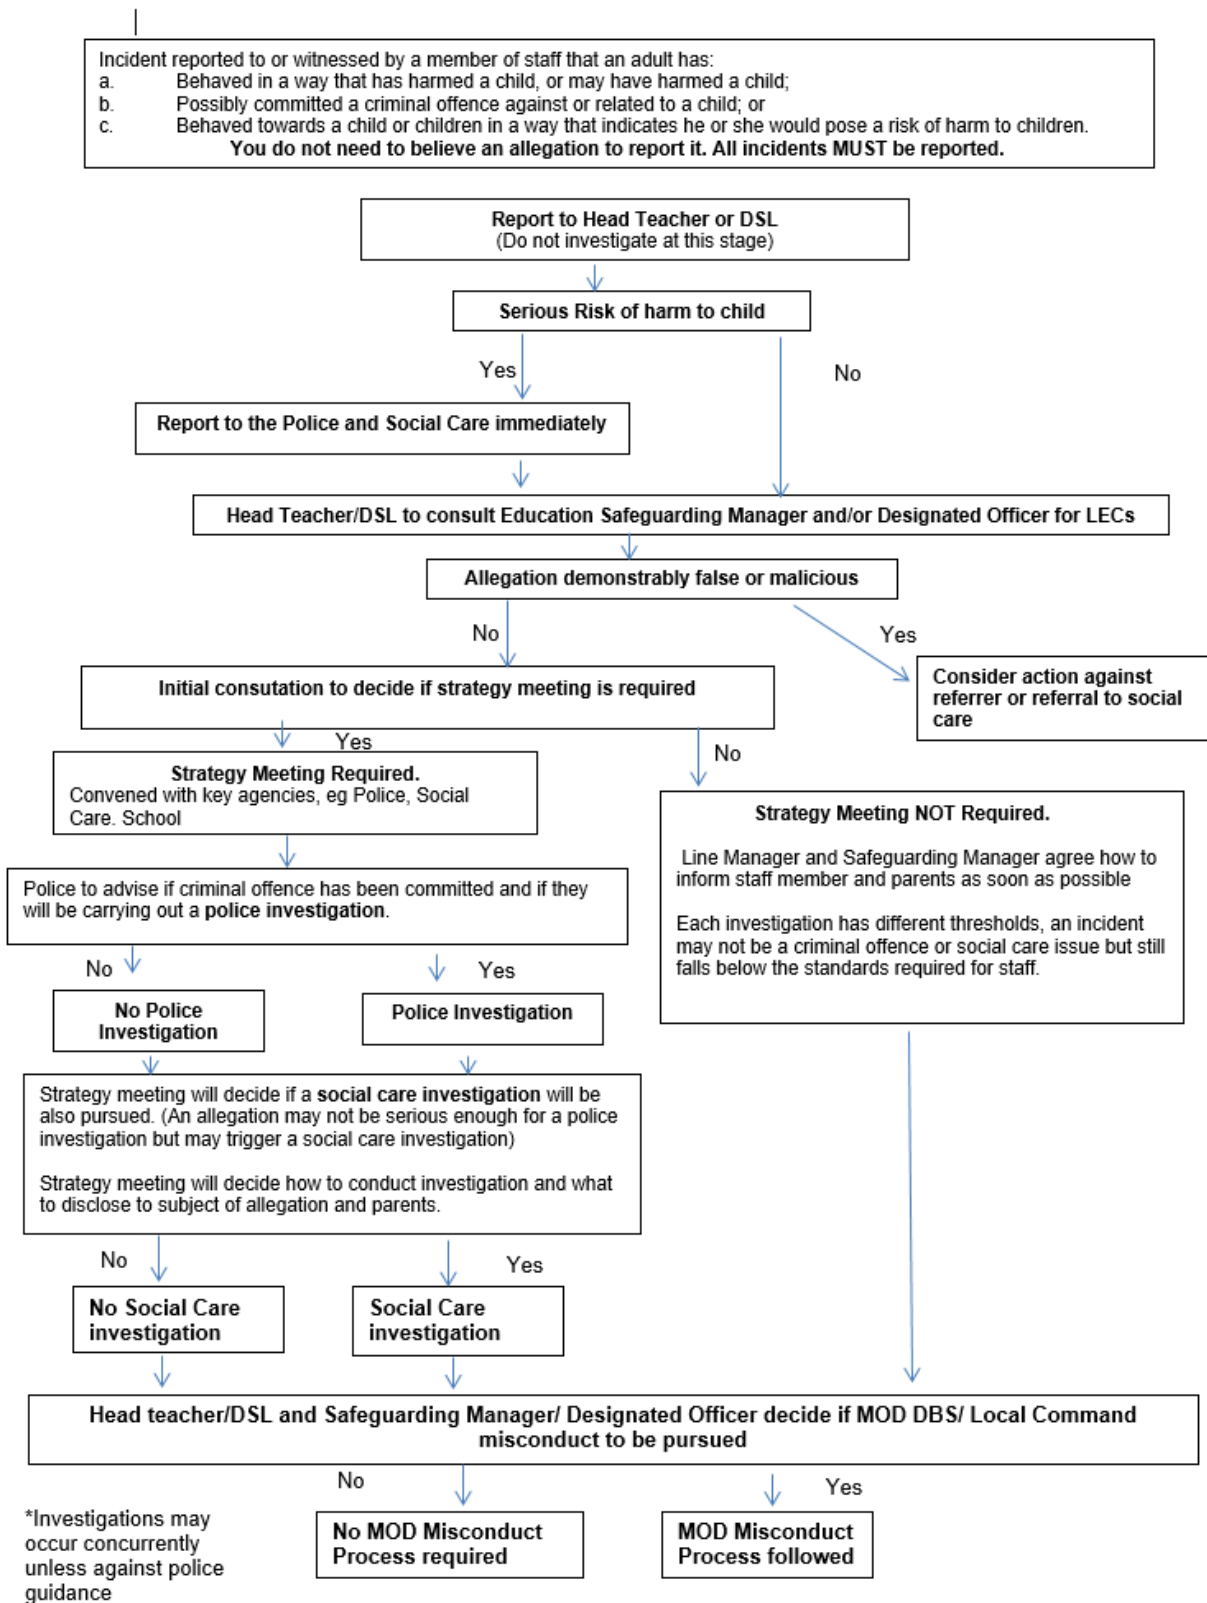 Incident reported to or witnessed by a member of staff that an adult has:
a. Behaved in a way that has harmed a child, or may have harmed a child;
b. Possibly committed a criminal offence against or related to a child; or
c. Behaved towards a child or children in a way that indicates he or she would pose a risk of harm to children.
You do not need to believe an allegation to report it. All incidents MUST be reported.
Report to Head Teacher or DSL
(Do not investigate at this stage)
Serious Risk of harm to child
Yes
No
Report to the Police and Social Care immediately
Head Teacher/DSL to consult Education Safeguarding Manager and/or Designated Officer for LECs
Allegation demonstrably false or malicious
No
Yes
Initial consutation to decide if strategy meeting is required
Consider action against
referrer or referral to social
care
Yes
No
Strategy Meeting Required.
Convened with key agencies, eg Police, Social
Care. School
Strategy Meeting NOT Required.
Line Manager and Safeguarding Manager agree how to
inform staff member and parents as soon as possible
Each investigation has different thresholds, an incident
may not be a criminal offence or social care issue but still
falls below the standards required for staff.
Police to advise if criminal offence has been committed and if they
will be carrying out a police investigation.
No
Yes
No Police
Investigation
Police Investigation
Strategy meeting will decide if a social care investigation will be
also pursued. (An allegation may not be serious enough for a police
investigation but may trigger a social care investigation)
Strategy meeting will decide how to conduct investigation and what
to disclose to subject of allegation and parents.
No
Yes
No Social Care
investigation
Social Care
investigation
Head teacher/DSL and Safeguarding Manager/ Designated Officer decide if MOD DBS/ Local Command
misconduct to be pursued
No
Yes
*Investigations may
occur concurrently
unless against police
guidance
No MOD Misconduct
Process required
MOD Misconduct
Process followed